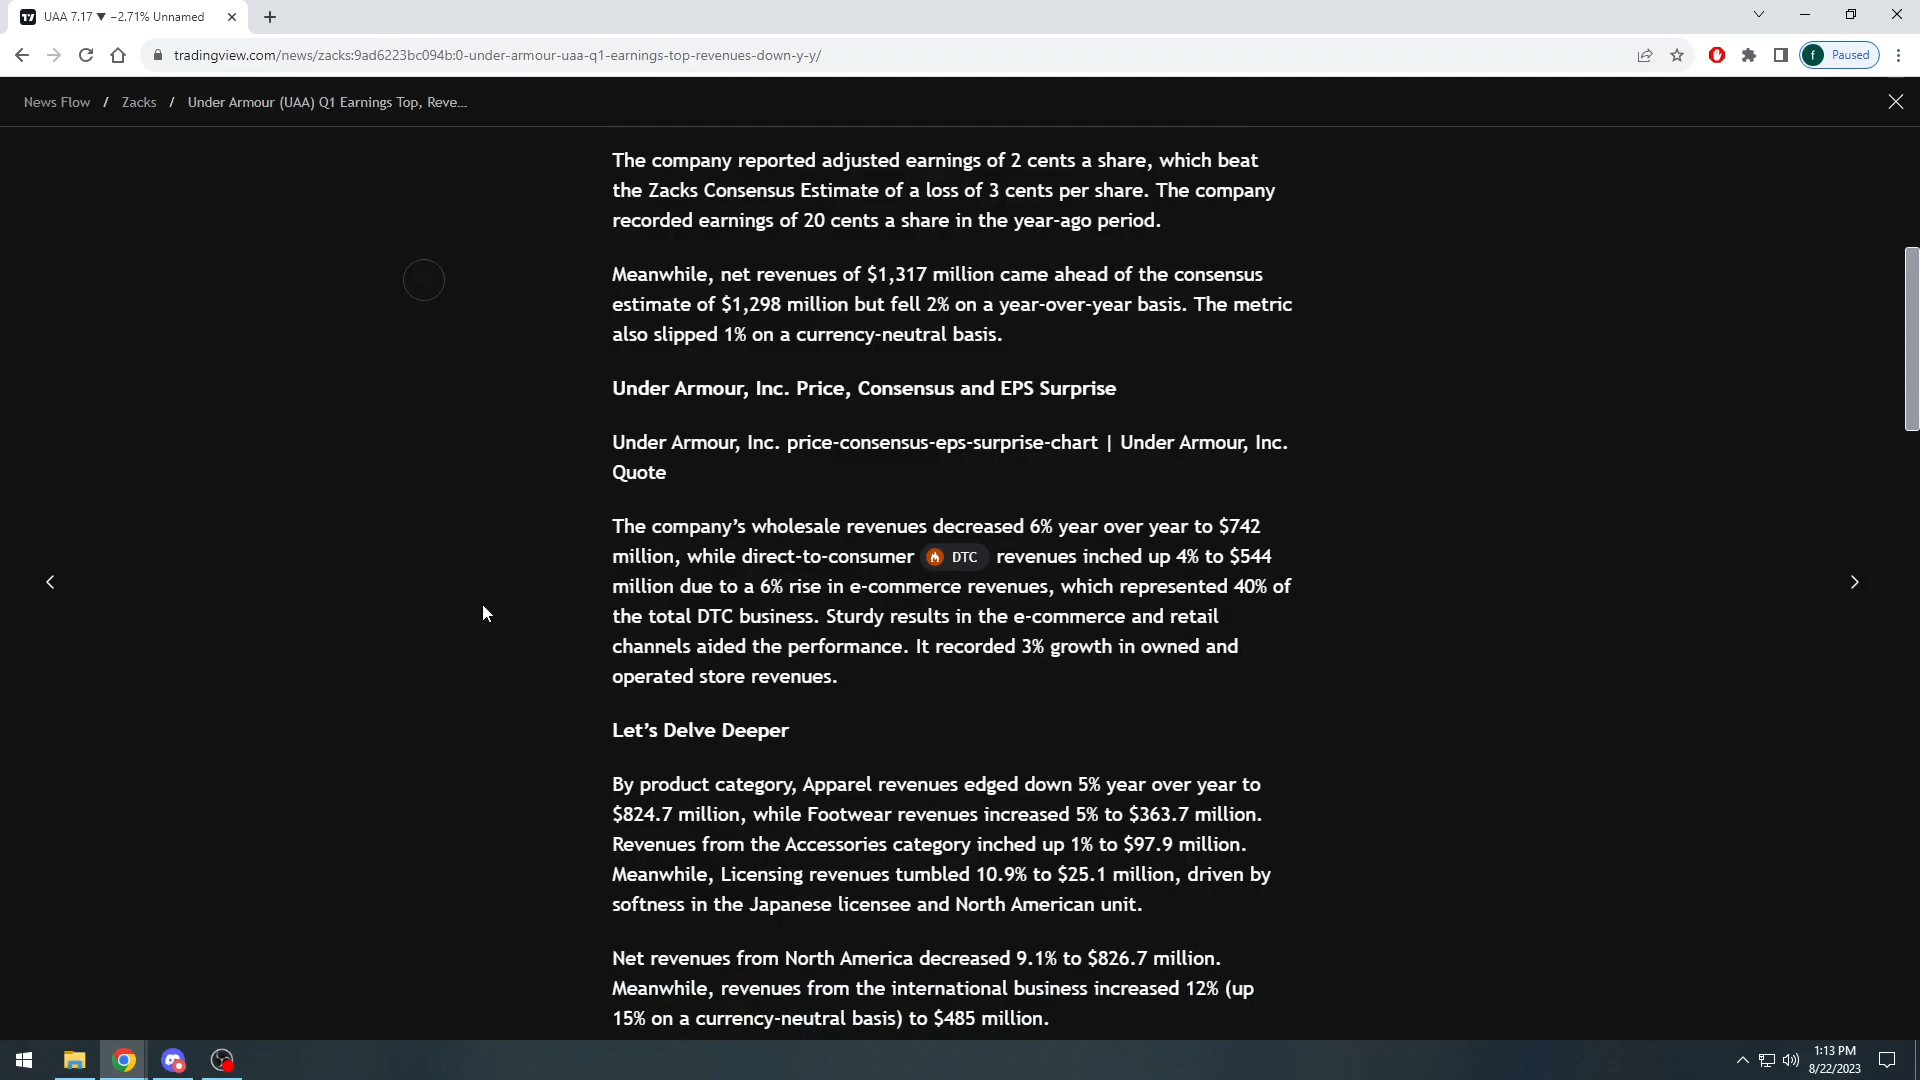 UAA 7.17 ▼ −2.71% Unnamed
tradingview.com/news/zacks:9ad6223bc094b:0-under-armour-uaa-q1-earnings-top-revenues-down-y-y/
f Paused
News Flow / Zacks / Under Armour (UAA) Q1 Earnings Top, Reve...
The company reported adjusted earnings of 2 cents a share, which beat
the Zacks Consensus Estimate of a loss of 3 cents per share. The company
recorded earnings of 20 cents a share in the year-ago period.
Meanwhile, net revenues of $1,317 million came ahead of the consensus
estimate of $1,298 million but fell 2% on a year-over-year basis. The metric
also slipped 1% on a currency-neutral basis.
Under Armour, Inc. Price, Consensus and EPS Surprise
Under Armour, Inc. price-consensus-eps-surprise-chart | Under Armour, Inc.
Quote
The company’s wholesale revenues decreased 6% year over year to $742
million, while direct-to-consumer DTC revenues inched up 4% to $544
million due to a 6% rise in e-commerce revenues, which represented 40% of
the total DTC business. Sturdy results in the e-commerce and retail
channels aided the performance. It recorded 3% growth in owned and
operated store revenues.
Let’s Delve Deeper
By product category, Apparel revenues edged down 5% year over year to
$824.7 million, while Footwear revenues increased 5% to $363.7 million.
Revenues from the Accessories category inched up 1% to $97.9 million.
Meanwhile, Licensing revenues tumbled 10.9% to $25.1 million, driven by
softness in the Japanese licensee and North American unit.
Net revenues from North America decreased 9.1% to $826.7 million.
Meanwhile, revenues from the international business increased 12% (up
15% on a currency-neutral basis) to $485 million.
1:13 PM
8/22/2023